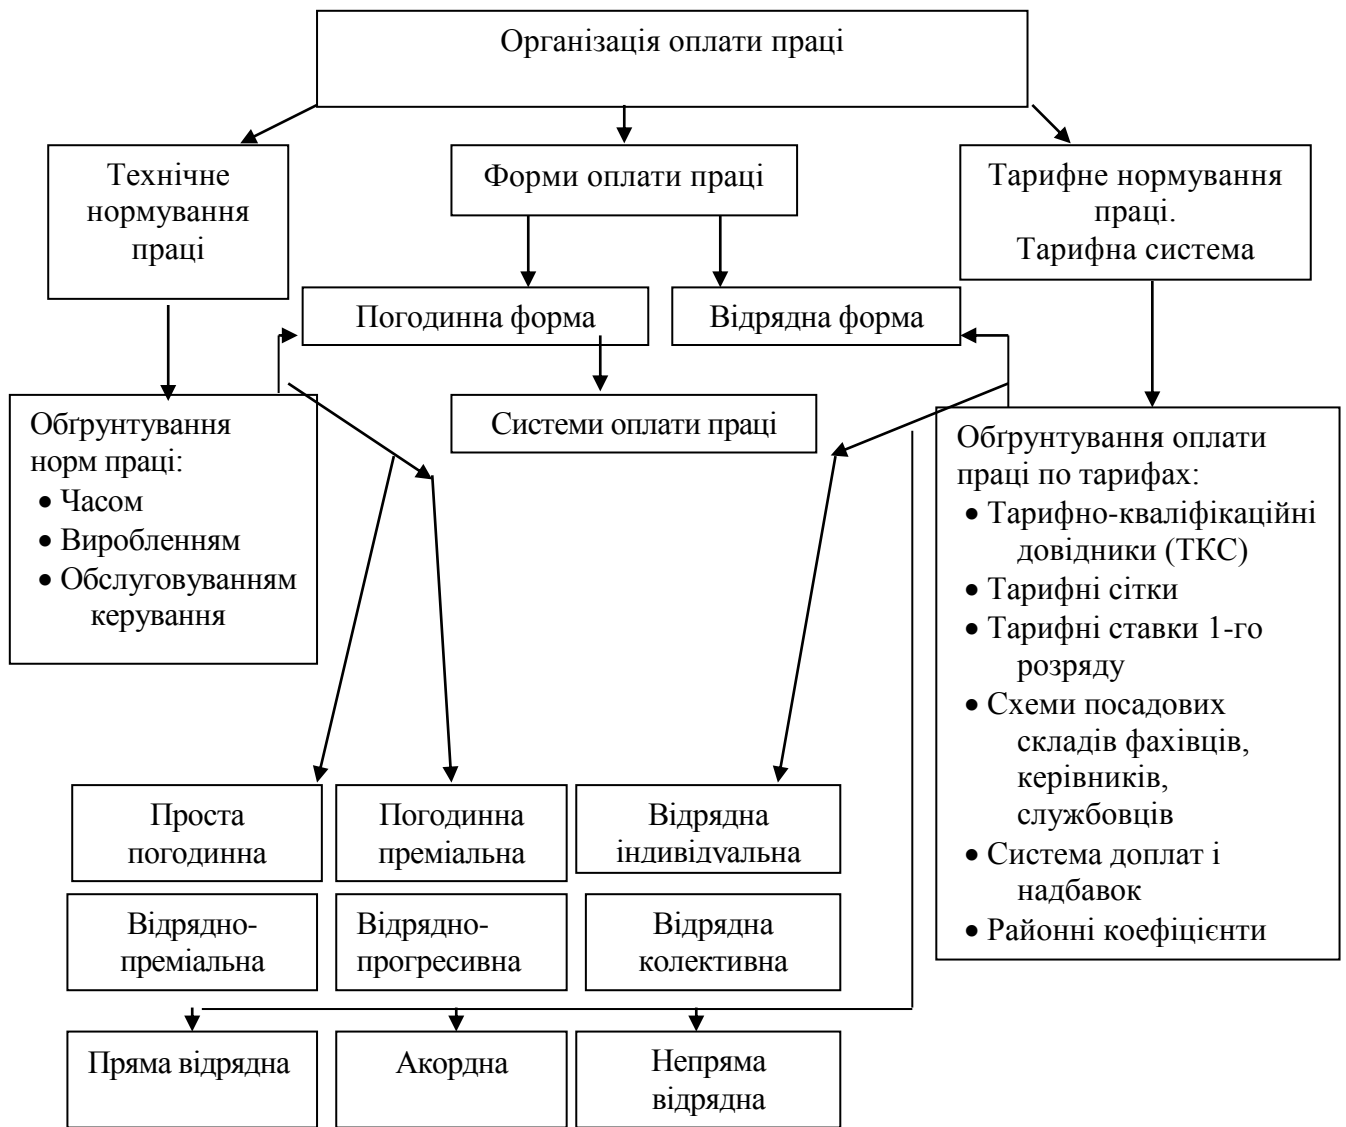 Організація оплати праці
Технічне
нормування
праці
Форми оплати праці
Тарифне нормування
праці.
Тарифна система
Погодинна форма
Відрядна форма
Обґрунтування
норм праці:
• Часом
• Виробленням
• Обслуговуванням
керування
Системи оплати праці
Обґрунтування оплати
праці по тарифах:
• Тарифно-кваліфікаційні
довідники (ТКС)
• Тарифні сітки
• Тарифні ставки 1-го
розряду
• Схеми посадових
складів фахівців,
керівників,
службовців
• Система доплат і
надбавок
• Районні коефіцієнти
Проста
погодинна
Погодинна
преміальна
Відрядна
індивідуальна
Відрядно-
преміальна
Відрядно-
прогресивна
Відрядна
колективна
Пряма відрядна
Акордна
Непряма
відрядна